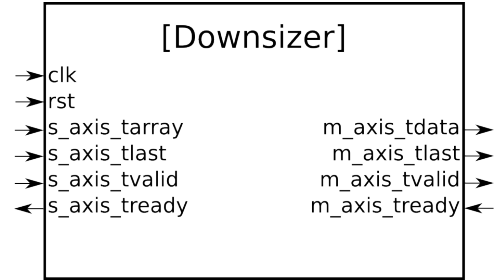 [Downsizer]
clk
rst
s_axis_tarray m_axis_tdata
s_axis_tlast m_axis_tlast
s_axis_tvalid m_axis_tvalid
s_axis_tready m_axis_tready